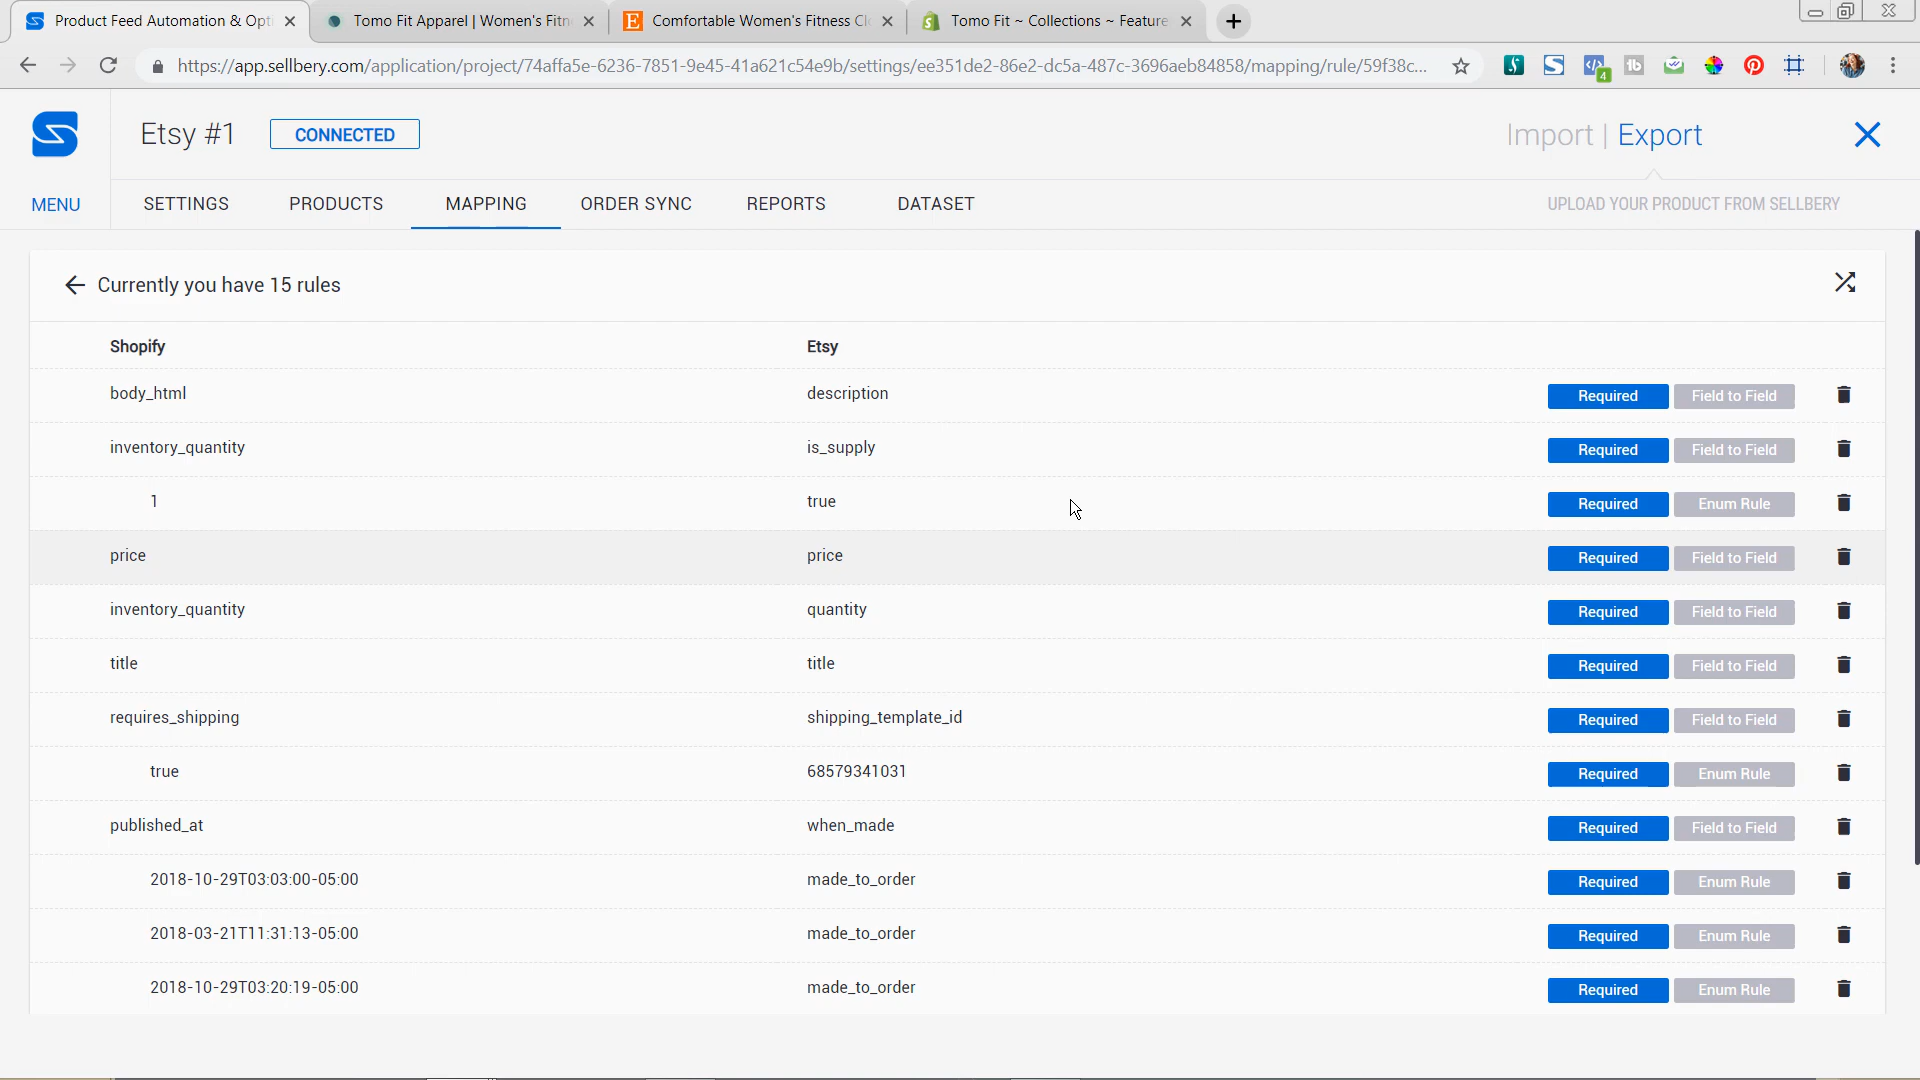 Product Feed Automation & Opti
Tomo Fit Apparel | Women's Fitn
Comfortable Women's Fitness Cl
Tomo Fit ~ Collections ~ Feature
https://app.sellbery.com/application/project/74affa5e-6236-7851-9e45-41a621c54e9b/settings/ee351de2-86e2-dc5a-487c-3696aeb84858/mapping/rule/59f38c...
4
Etsy #1
CONNECTED
Import | Export
MENU
SETTINGS
PRODUCTS
MAPPING
ORDER SYNC
REPORTS
DATASET
UPLOAD YOUR PRODUCT FROM SELLBERY
Currently you have 15 rules
Shopify Etsy
body_html description Required Field to Field
inventory_quantity is_supply Required Field to Field
1 true Required Enum Rule
price price Required Field to Field
inventory_quantity quantity Required Field to Field
title title Required Field to Field
requires_shipping shipping_template_id Required Field to Field
true 68579341031 Required Enum Rule
published_at when_made Required Field to Field
2018-10-29T03:03:00-05:00 made_to_order Required Enum Rule
2018-03-21T11:31:13-05:00 made_to_order Required Enum Rule
2018-10-29T03:20:19-05:00 made_to_order Required Enum Rule